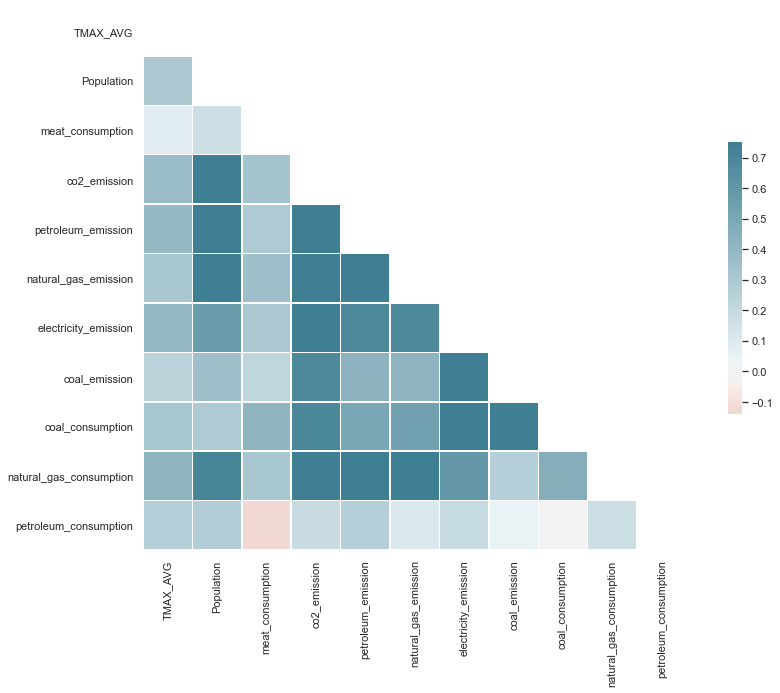 TMAX_AVG
Population
meat_consumption
co2_emission
petroleum_emission
natural_gas_emission
electricity_emission
coal_emission
coal_consumption
natural_gas_consumption
petroleum_consumption
0.7
0.6
0.5
0.4
0.3
0.2
0.1
0.0
−0.1
TMAX_AVG
Population
meat_consumption
co2_emission
petroleum_emission
natural_gas_emission
electricity_emission
coal_emission
coal_consumption
natural_gas_consumption
petroleum_consumption